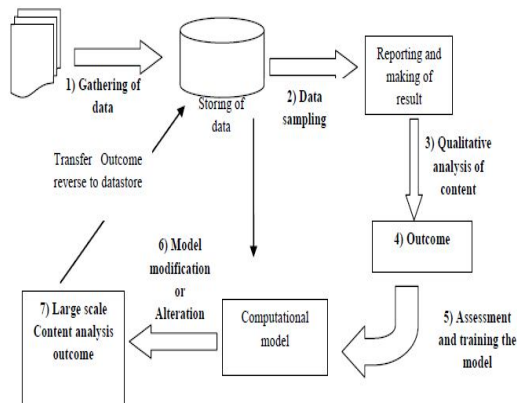 1) Gathering of
data
Storing of
data
2) Data
sampling
Reporting and
making of
result
3) Qualitative
analysis of
content
4) Outcome
5) Assessment
and training the
model
Computational
model
6) Model
modification
or
Alteration
7) Large scale
Content analysis
outcome
Transfer Outcome
reverse to datastore